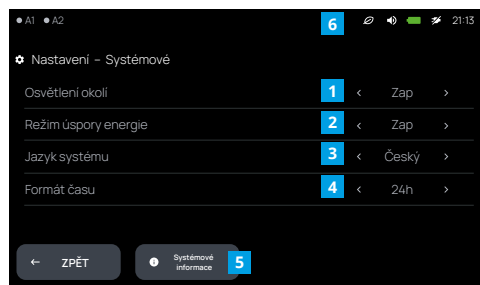 A1 A2 6 21:13
Nastavení – Systémové
Osvětlení okolí 1 < Zap >
Režim úspory energie 2 < Zap >
Jazyk systému 3 < Český >
Formát času 4 < 24h >
← ZPĚT
Systémové
informace
5